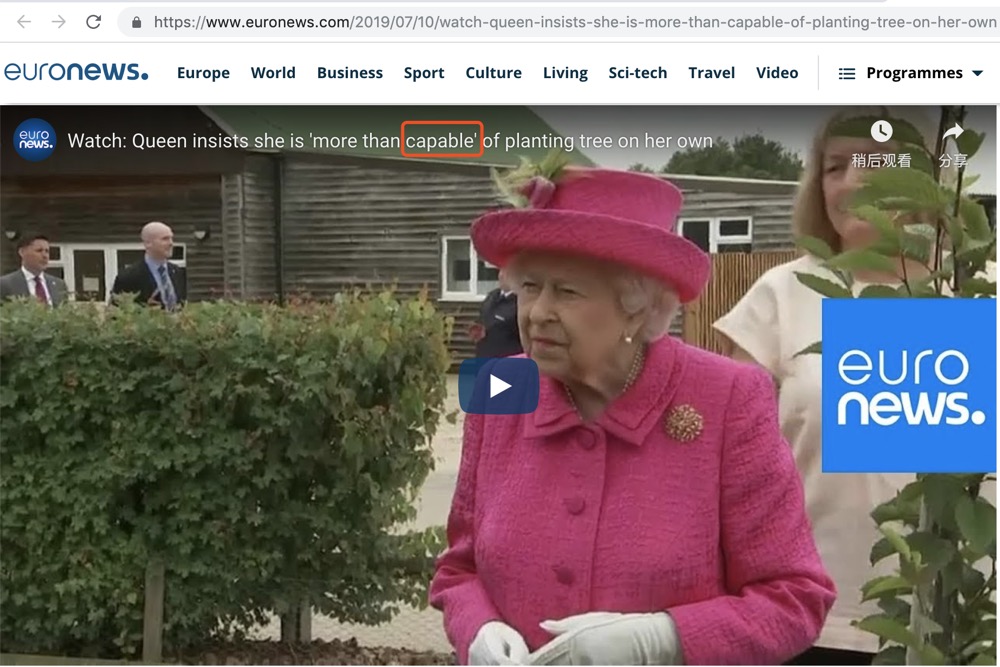 https://www.euronews.com/2019/07/10/watch-queen-insists-she-is-more-than-capable-of-planting-tree-on-her-own
euronews.
Europe World Business Sport Culture Living Sci-tech Travel Video Programmes
euro
news.
Watch: Queen insists she is 'more than capable' of planting tree on her own
稍后观看 分享
euro
news.